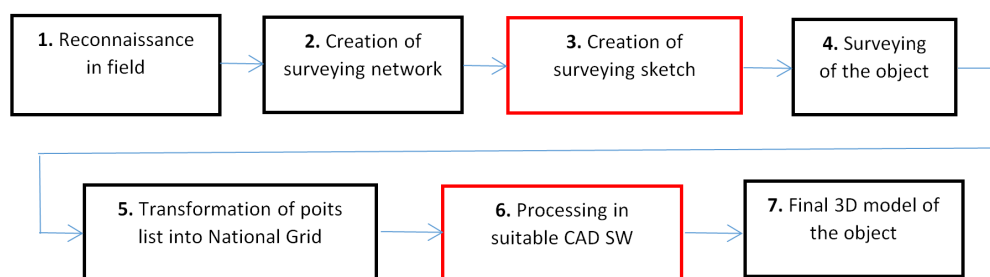 1. Reconnaissance
in field
2. Creation of
surveying network
3. Creation of
surveying sketch
4. Surveying
of the object
5. Transformation of poits
list into National Grid
6. Processing in
suitable CAD SW
7. Final 3D model of
the object